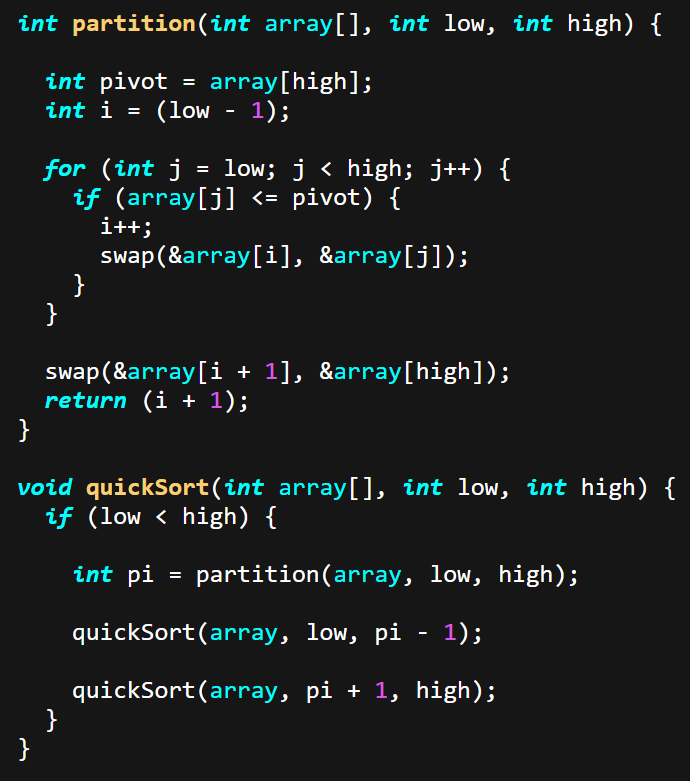 int partition(int array[], int low, int high) {
int pivot = array[high];
int i = (low - 1);
for (int j = low; j < high; j++) {
if (array[j] <= pivot) {
i++;
swap(&array[i], &array[j]);
}
}
swap(&array[i + 1], &array[high]);
return (i + 1);
}
void quickSort(int array[], int low, int high) {
if (low < high) {
int pi = partition(array, low, high);
quickSort(array, low, pi - 1);
quickSort(array, pi + 1, high);
}
}